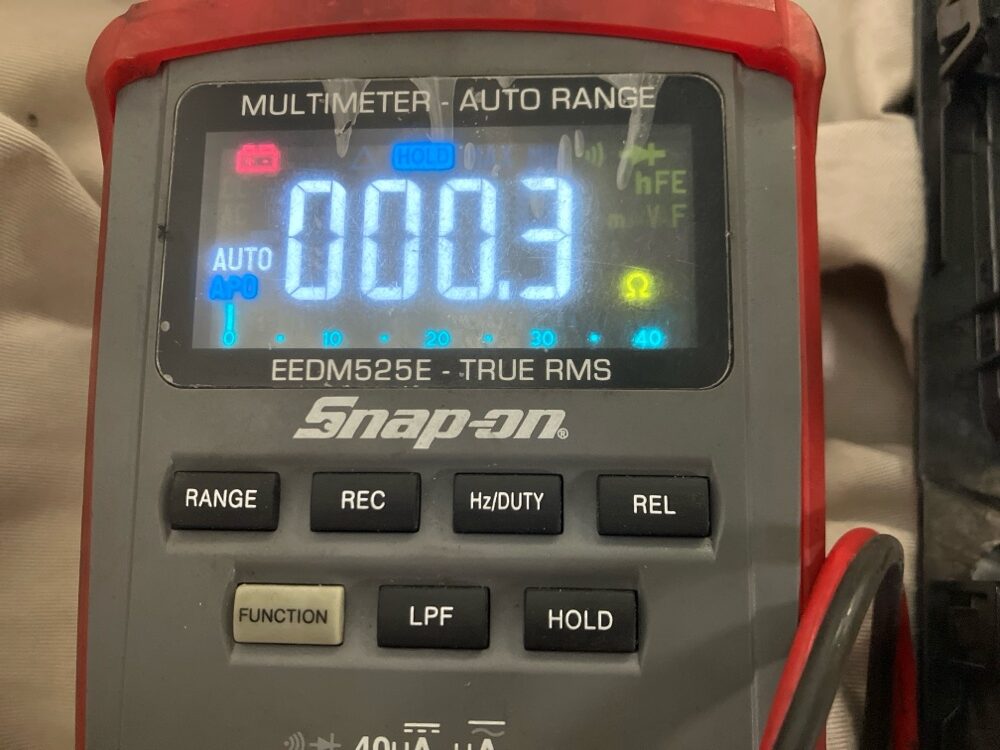 MULTIMETER - AUTO RANGE
HOLD
hFE
000.3
AUTO
APO
Ω
0 10 20 30 40
EEDM525E - TRUE RMS
Snap-on®
RANGE REC Hz/DUTY REL
FUNCTION LPF HOLD